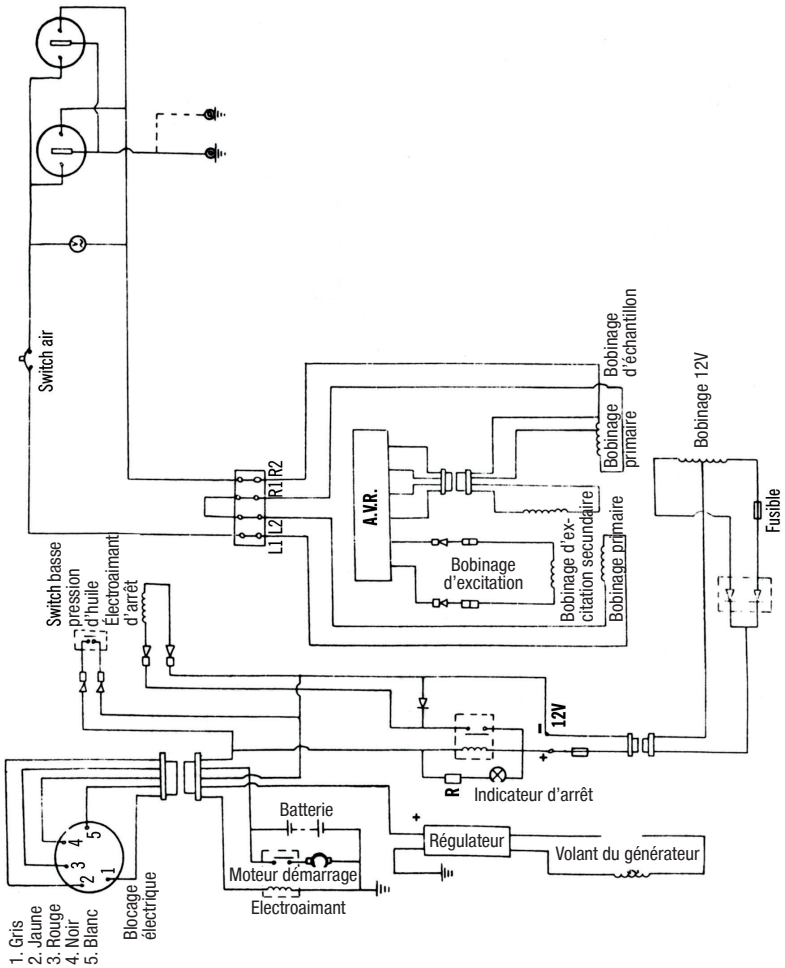 Switch air
Switch basse
pression
d'huile
Électroaimant
d'arrêt
L1
L2
R1
R2
A.V.R.
Bobinage
d'excitation
Bobinage d'ex-
citation secundaire
Bobinage primaire
Bobinage
primaire
Bobinage
d'échantillon
Bobinage 12V
Fusible
12V
+
−
R
Indicateur d'arrêt
1
2
3
4
5
Blocage
électrique
1. Gris
2. Jaune
3. Rouge
4. Noir
5. Blanc
Batterie
Moteur démarrage
Electroaimant
+
Régulateur
Volant du générateur